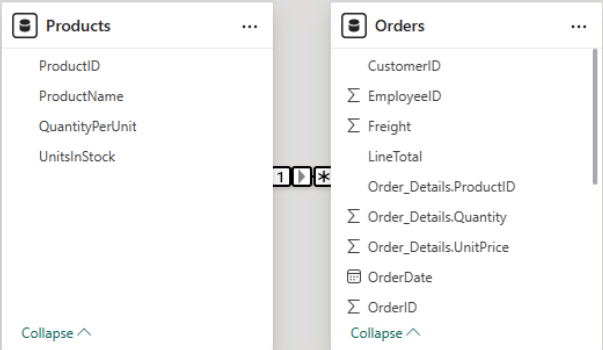 Products
...
ProductID
ProductName
QuantityPerUnit
UnitsInStock
Collapse
1
*
Orders
...
CustomerID
Σ EmployeeID
Σ Freight
LineTotal
Order_Details.ProductID
Σ Order_Details.Quantity
Σ Order_Details.UnitPrice
OrderDate
Σ OrderID
Collapse